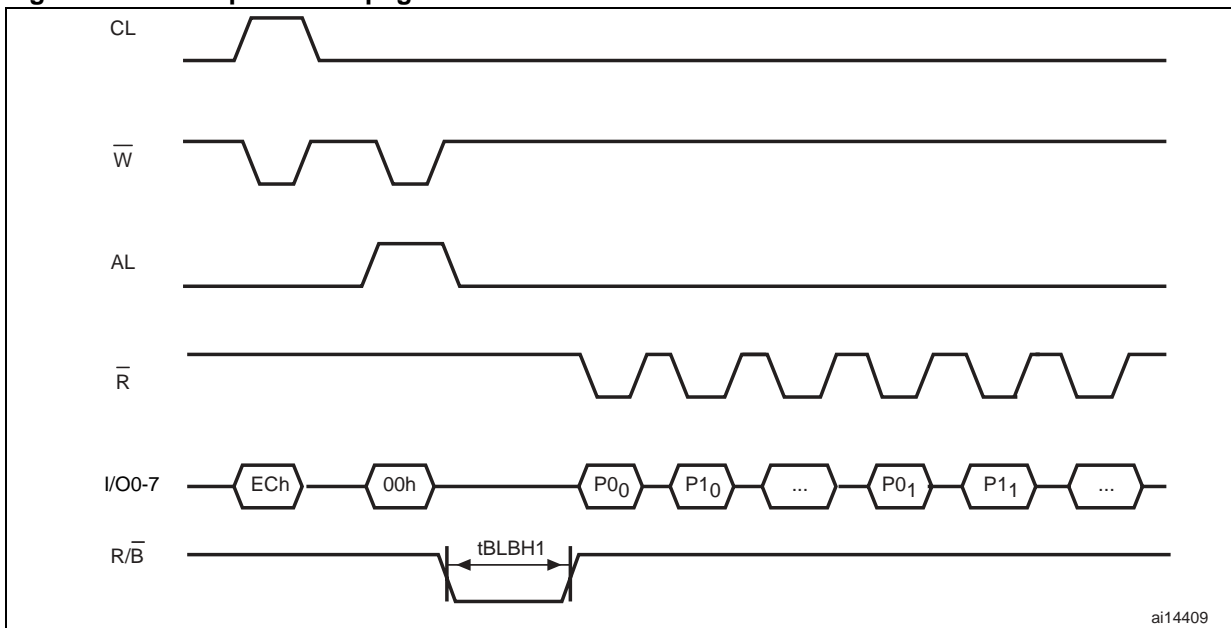 CL
W
AL
R
I/O0-7 ECh 00h P00 P10 ... P01 P11 ...
R/B tBLBH1
ai14409